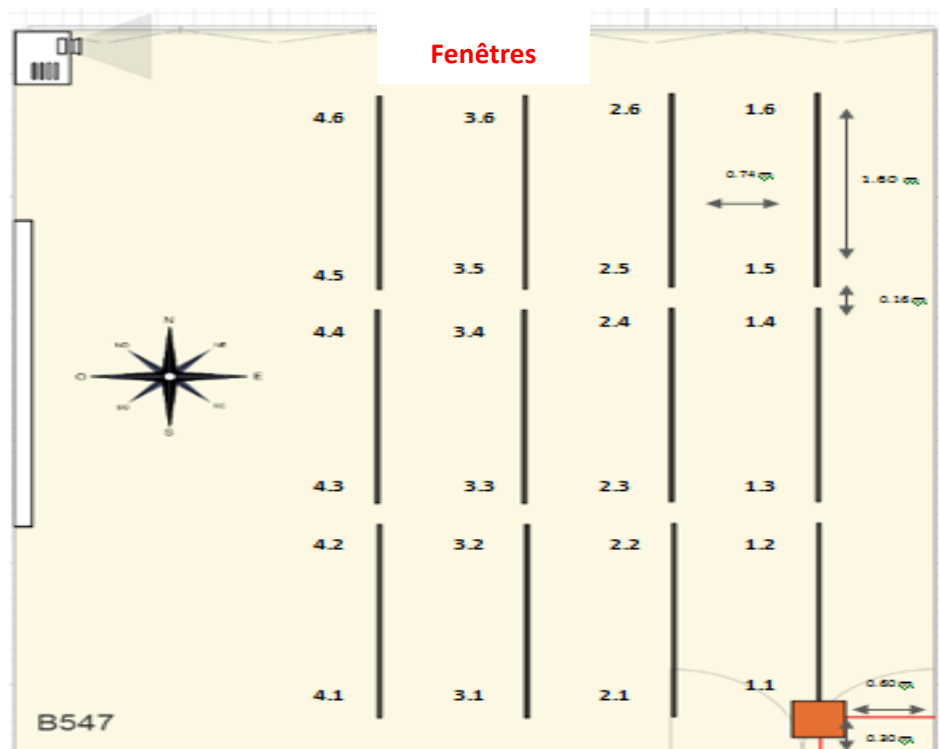 Fenêtres
4.6 3.6 2.6 1.6
0.74 m
1.60 m
4.5 3.5 2.5 1.5
0.16 m
N
4.4 3.4 2.4 1.4
NO NE
O E
SO SE
S
4.3 3.3 2.3 1.3
4.2 3.2 2.2 1.2
4.1 3.1 2.1 1.1
0.60 m
B547
0.30 m